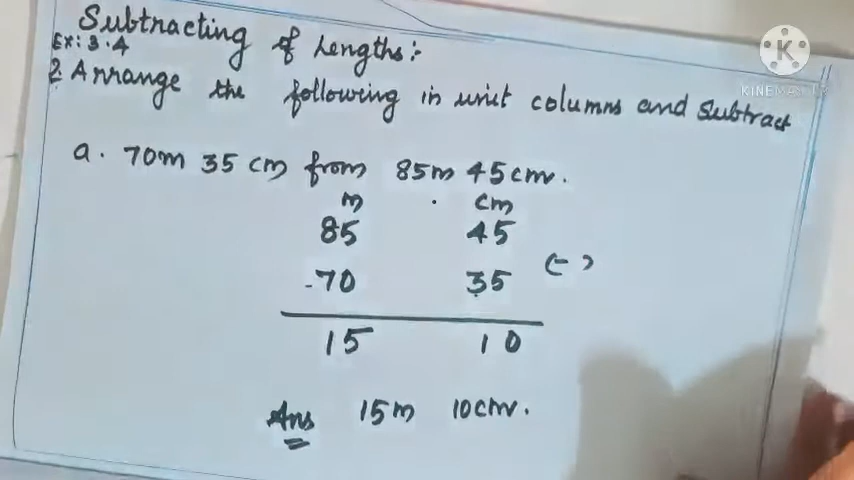 Subtracting of Lengths:-
Ex: 3.4
2. Arrange the following in unit columns and subtract
a. 70m 35 cm from 85m 45cm.
m cm
85 45
-70 35 (-)
15 10
Ans 15m 10cm.
K
KINEMASTER